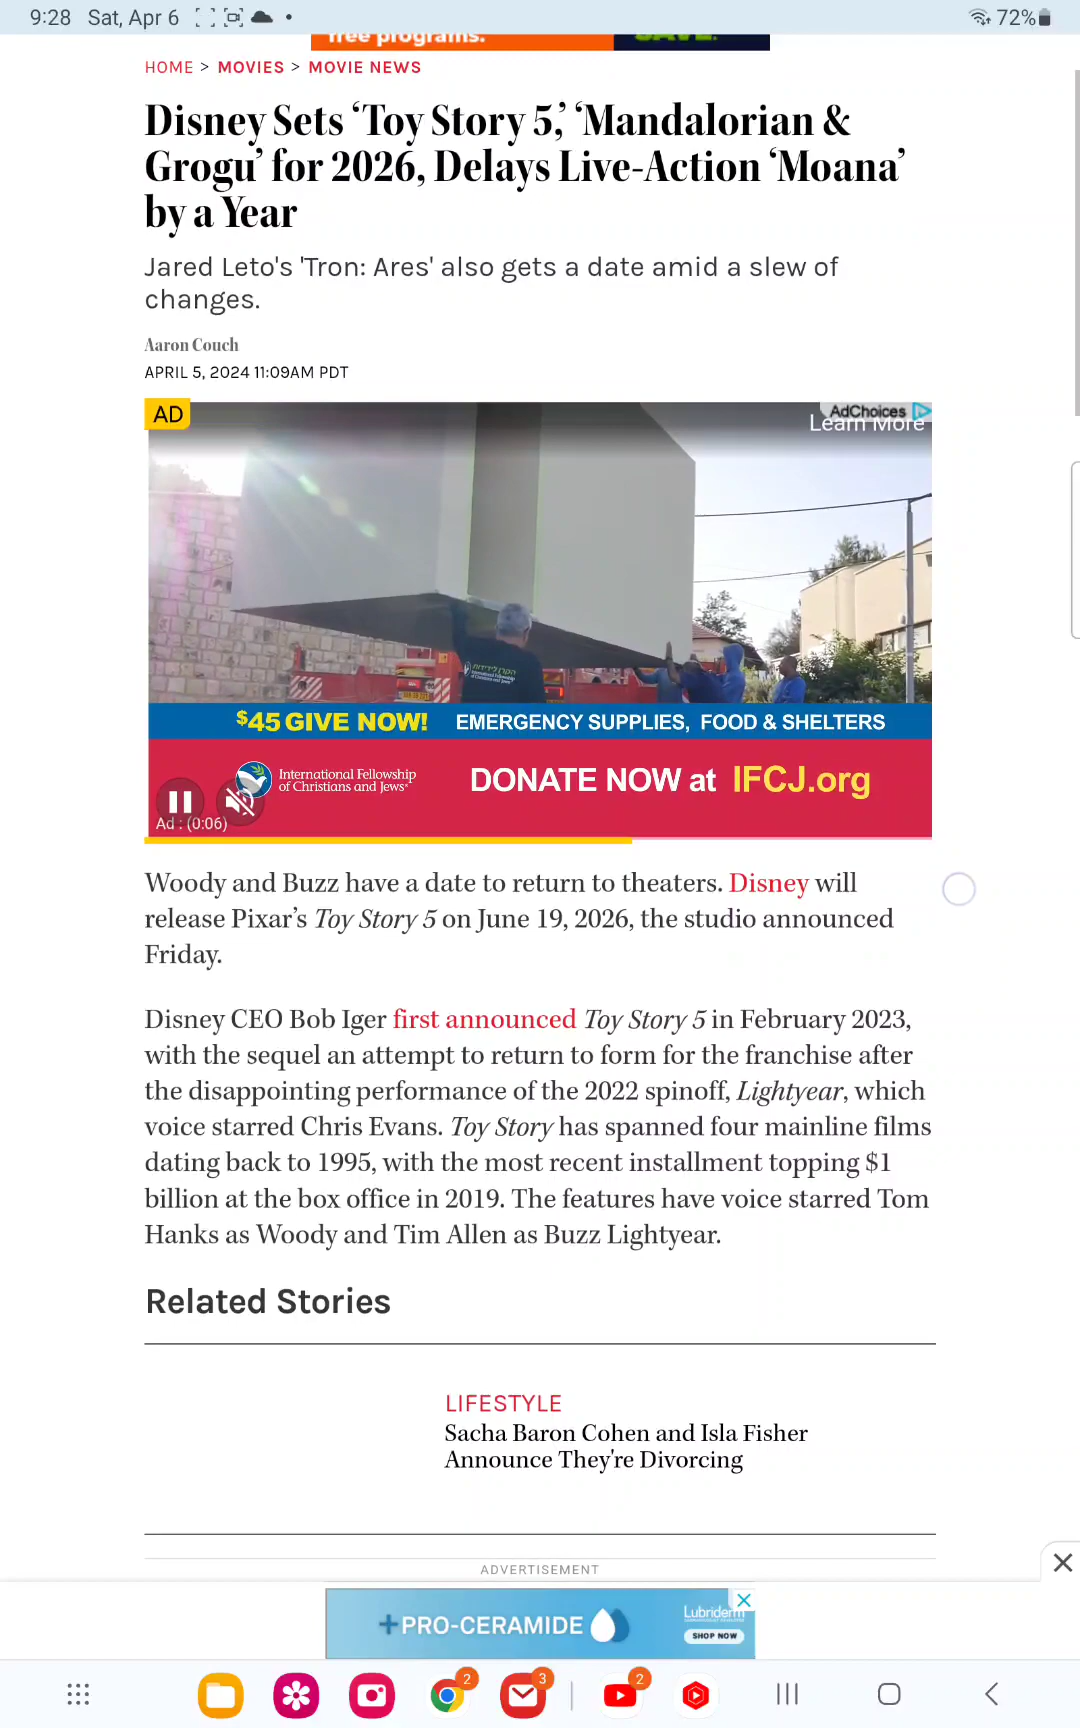 9:28 Sat, Apr 6
72%
free programs.
SAVE.
HOME > MOVIES > MOVIE NEWS
Disney Sets ‘Toy Story 5,’ ‘Mandalorian &
Grogu’ for 2026, Delays Live-Action ‘Moana’
by a Year
Jared Leto's 'Tron: Ares' also gets a date amid a slew of
changes.
Aaron Couch
APRIL 5, 2024 11:09AM PDT
AD
AdChoices
Learn More
$45 GIVE NOW! EMERGENCY SUPPLIES, FOOD & SHELTERS
International Fellowship
of Christians and Jews
DONATE NOW at IFCJ.org
Ad : (0:06)
Woody and Buzz have a date to return to theaters. Disney will
release Pixar’s Toy Story 5 on June 19, 2026, the studio announced
Friday.
Disney CEO Bob Iger first announced Toy Story 5 in February 2023,
with the sequel an attempt to return to form for the franchise after
the disappointing performance of the 2022 spinoff, Lightyear, which
voice starred Chris Evans. Toy Story has spanned four mainline films
dating back to 1995, with the most recent installment topping $1
billion at the box office in 2019. The features have voice starred Tom
Hanks as Woody and Tim Allen as Buzz Lightyear.
Related Stories
LIFESTYLE
Sacha Baron Cohen and Isla Fisher
Announce They're Divorcing
ADVERTISEMENT
+PRO-CERAMIDE
Lubriderm
SHOP NOW
2
3
2